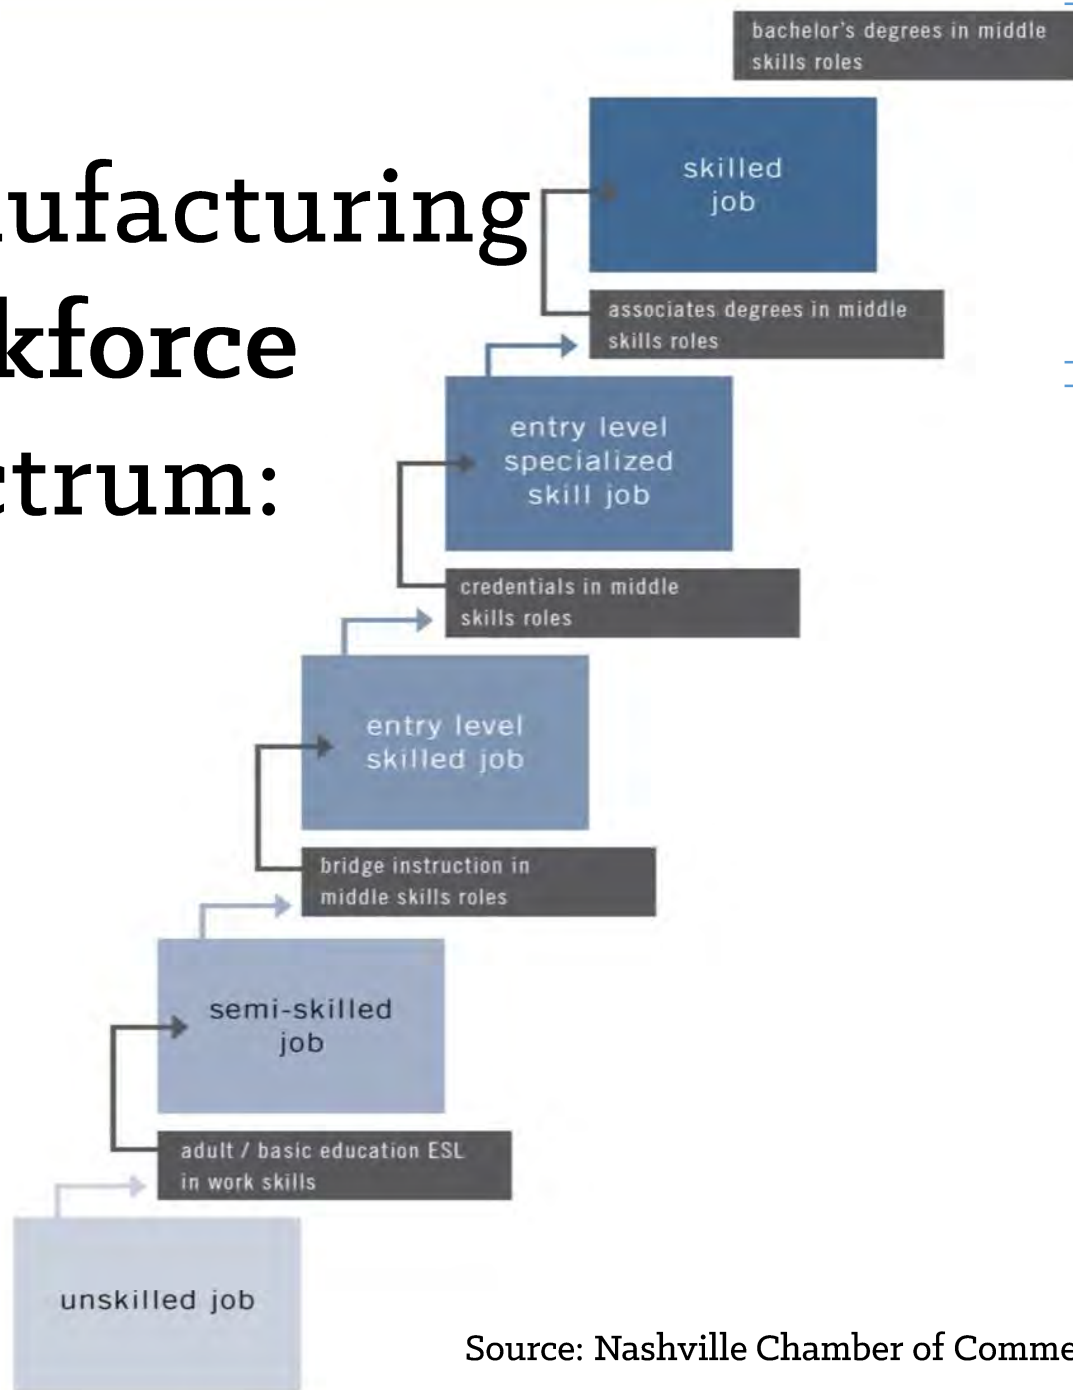 bachelor's degrees in middle
skills roles
skilled
job
ufacturing
associates degrees in middle
skills roles
kforce
entry level
specialized
skill job
ctrum:
credentials in middle
skills roles
entry level
skilled job
bridge instruction in
middle skills roles
semi-skilled
job
adult / basic education ESL
in work skills
unskilled job
Source: Nashville Chamber of Comme